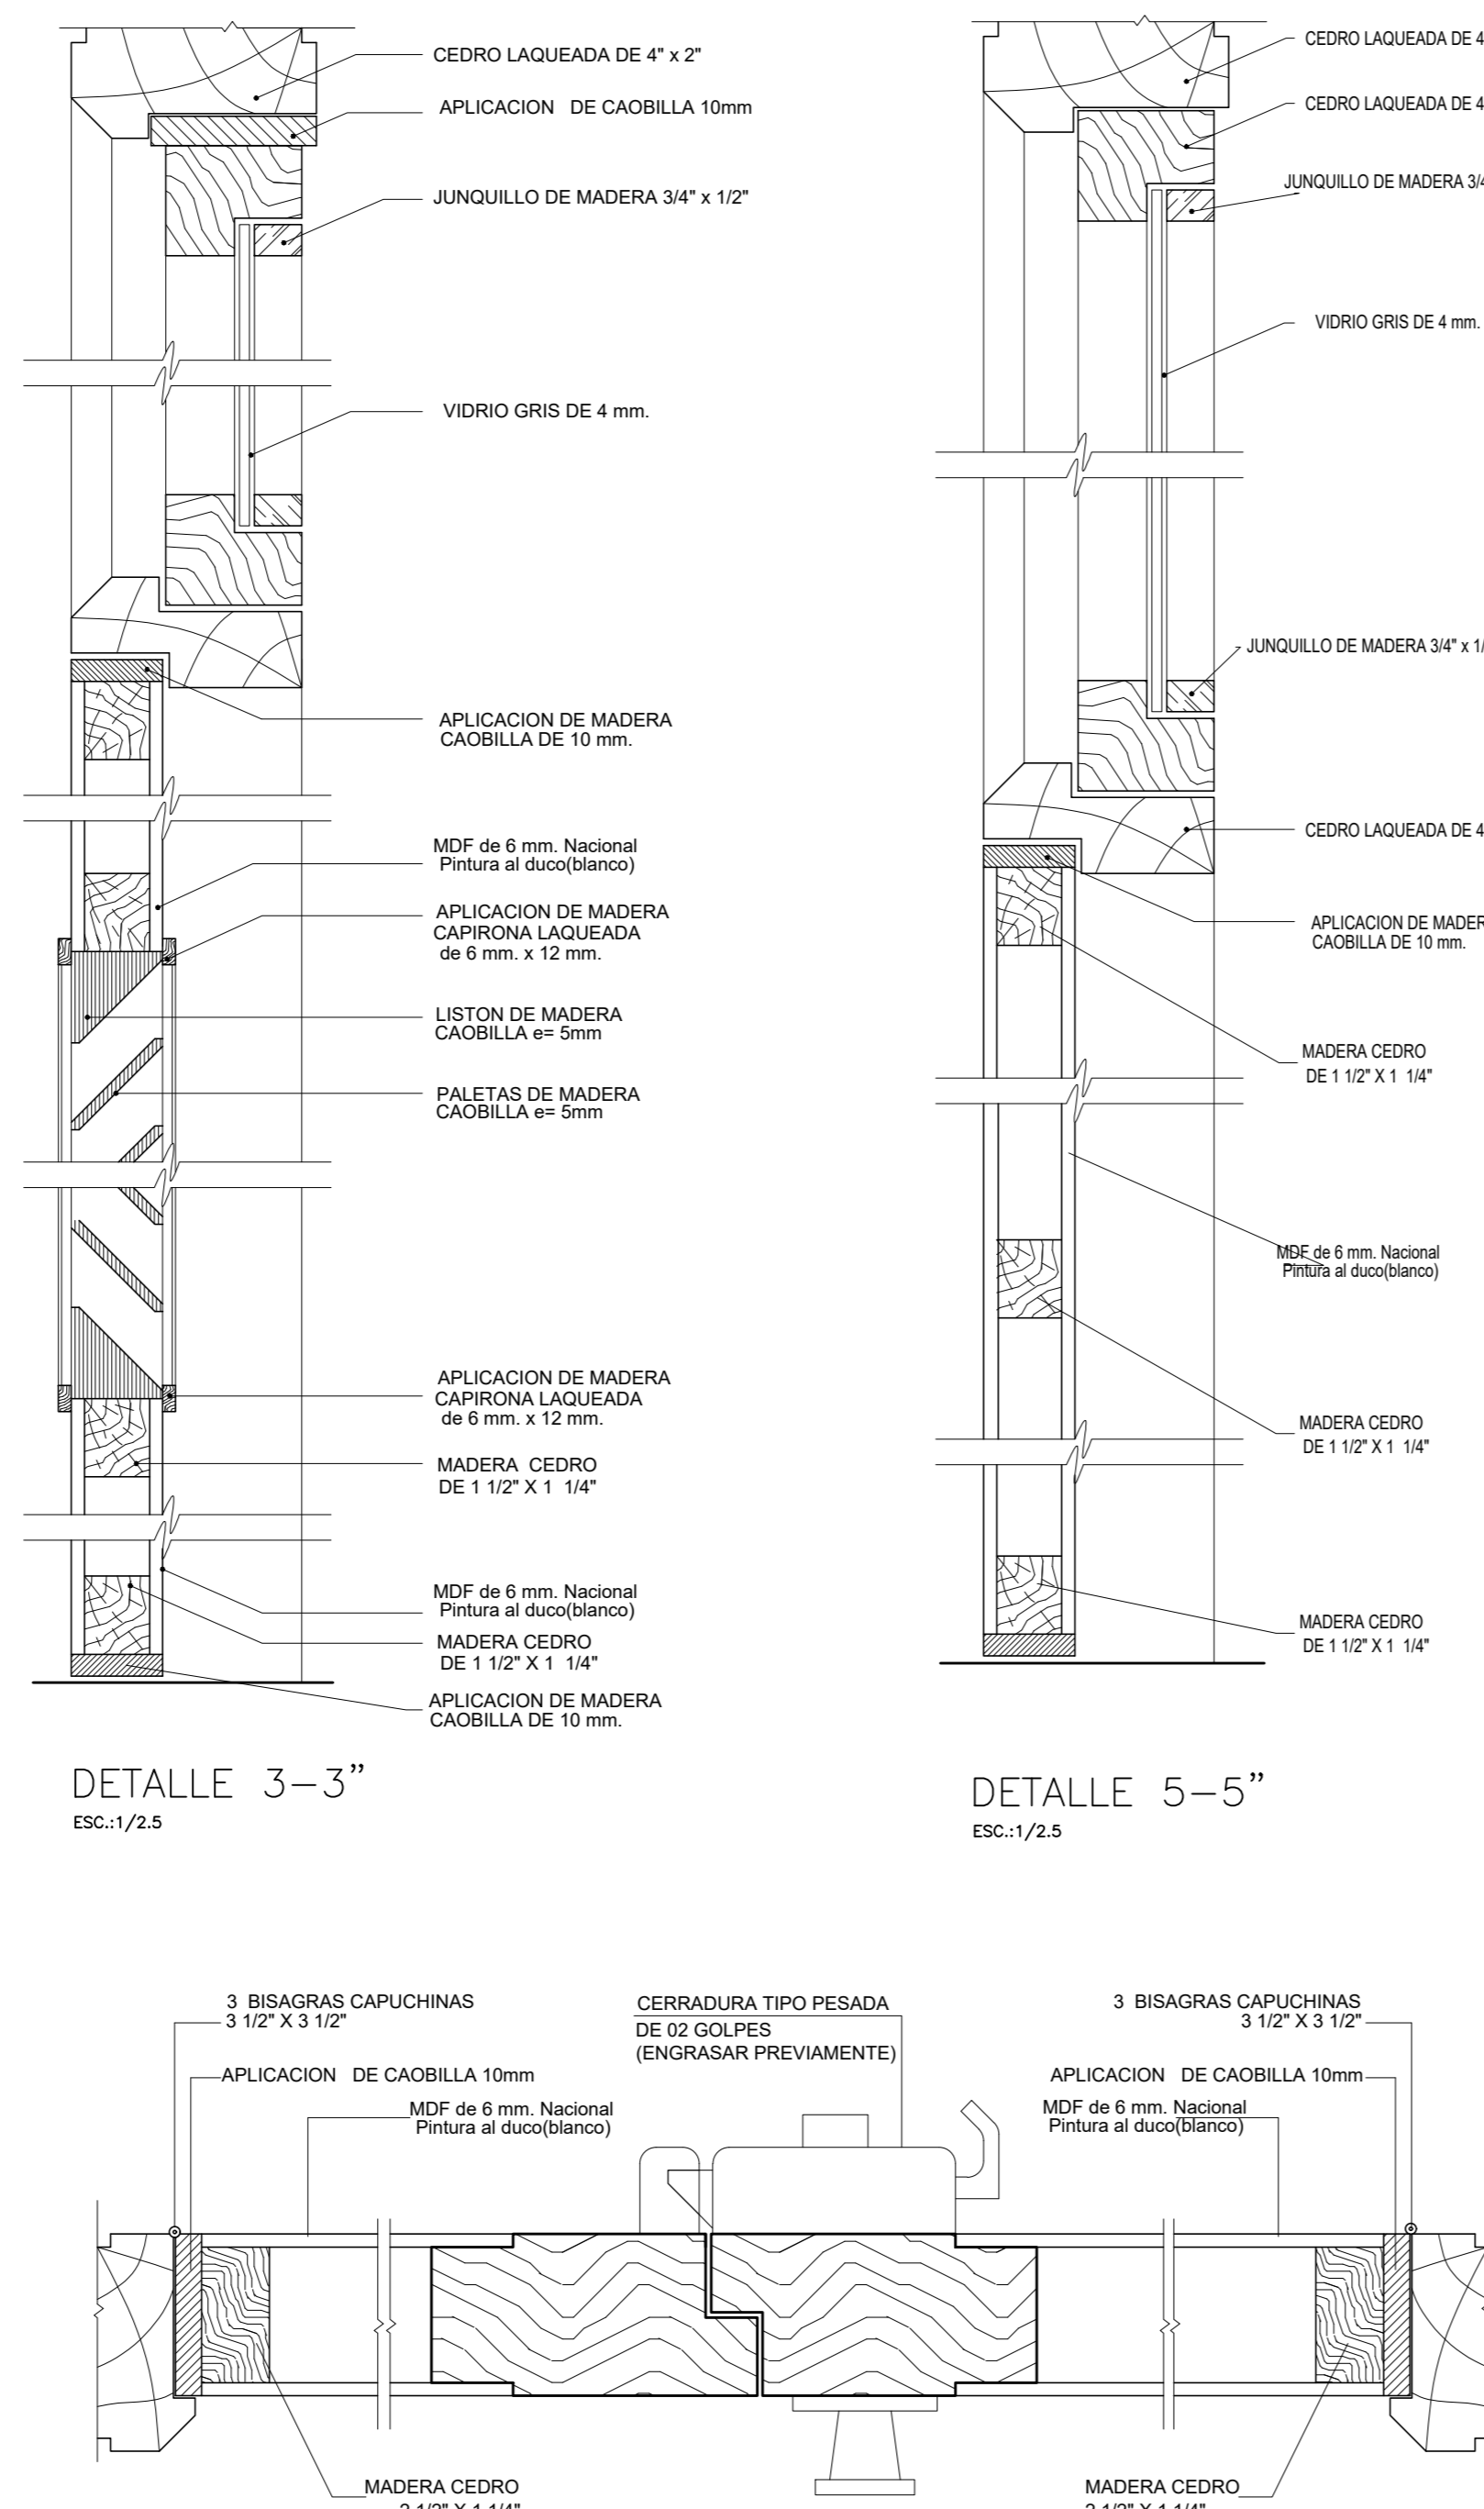 CEDRO LAQUEADA DE 4" x 2"
APLICACION DE CAOBILLA 10mm
JUNQUILLO DE MADERA 3/4" x 1/2"
VIDRIO GRIS DE 4 mm.
APLICACION DE MADERA
CAOBILLA DE 10 mm.
MDF de 6 mm. Nacional
Pintura al duco(blanco)
APLICACION DE MADERA
CAPIRONA LAQUEADA
de 6 mm. x 12 mm.
LISTON DE MADERA
CAOBILLA e= 5mm
PALETAS DE MADERA
CAOBILLA e= 5mm
APLICACION DE MADERA
CAPIRONA LAQUEADA
de 6 mm. x 12 mm.
MADERA CEDRO
DE 1 1/2" X 1 1/4"
MDF de 6 mm. Nacional
Pintura al duco(blanco)
MADERA CEDRO
DE 1 1/2" X 1 1/4"
APLICACION DE MADERA
CAOBILLA DE 10 mm.
DETALLE 3-3"
ESC.:1/2.5
CEDRO LAQUEADA DE 4
CEDRO LAQUEADA DE 4
JUNQUILLO DE MADERA
VIDRIO GRIS DE 4 mm.
JUNQUILLO DE MADERA 3/4" x
CEDRO LAQUEADA DE 4
APLICACION DE
CAOBILLA DE 10 mm.
MADERA CEDRO
DE 1 1/2" X 1 1/4"
MDF de 6 mm. Nacional
Pintura al duco(blanco)
MADERA CEDRO
DE 1 1/2" X 1 1/4"
MADERA CEDRO
DE 1 1/2" X 1 1/4"
DETALLE 5-5"
ESC.:1/2.5
3 BISAGRAS CAPUCHINAS
3 1/2" X 3 1/2"
APLICACION DE CAOBILLA 10mm
MDF de 6 mm. Nacional
Pintura al duco(blanco)
CERRADURA TIPO PESADA
DE 02 GOLPES
(ENGRASAR PREVIAMENTE)
3 BISAGRAS CAPUCHINAS
3 1/2" X 3 1/2"
APLICACION DE CAOBILLA 10mm
MDF de 6 mm. Nacional
Pintura al duco(blanco)
MADERA CEDRO
2 1/2" X 1 1/4"
MADERA CEDRO
2 1/2" X 1 1/4"